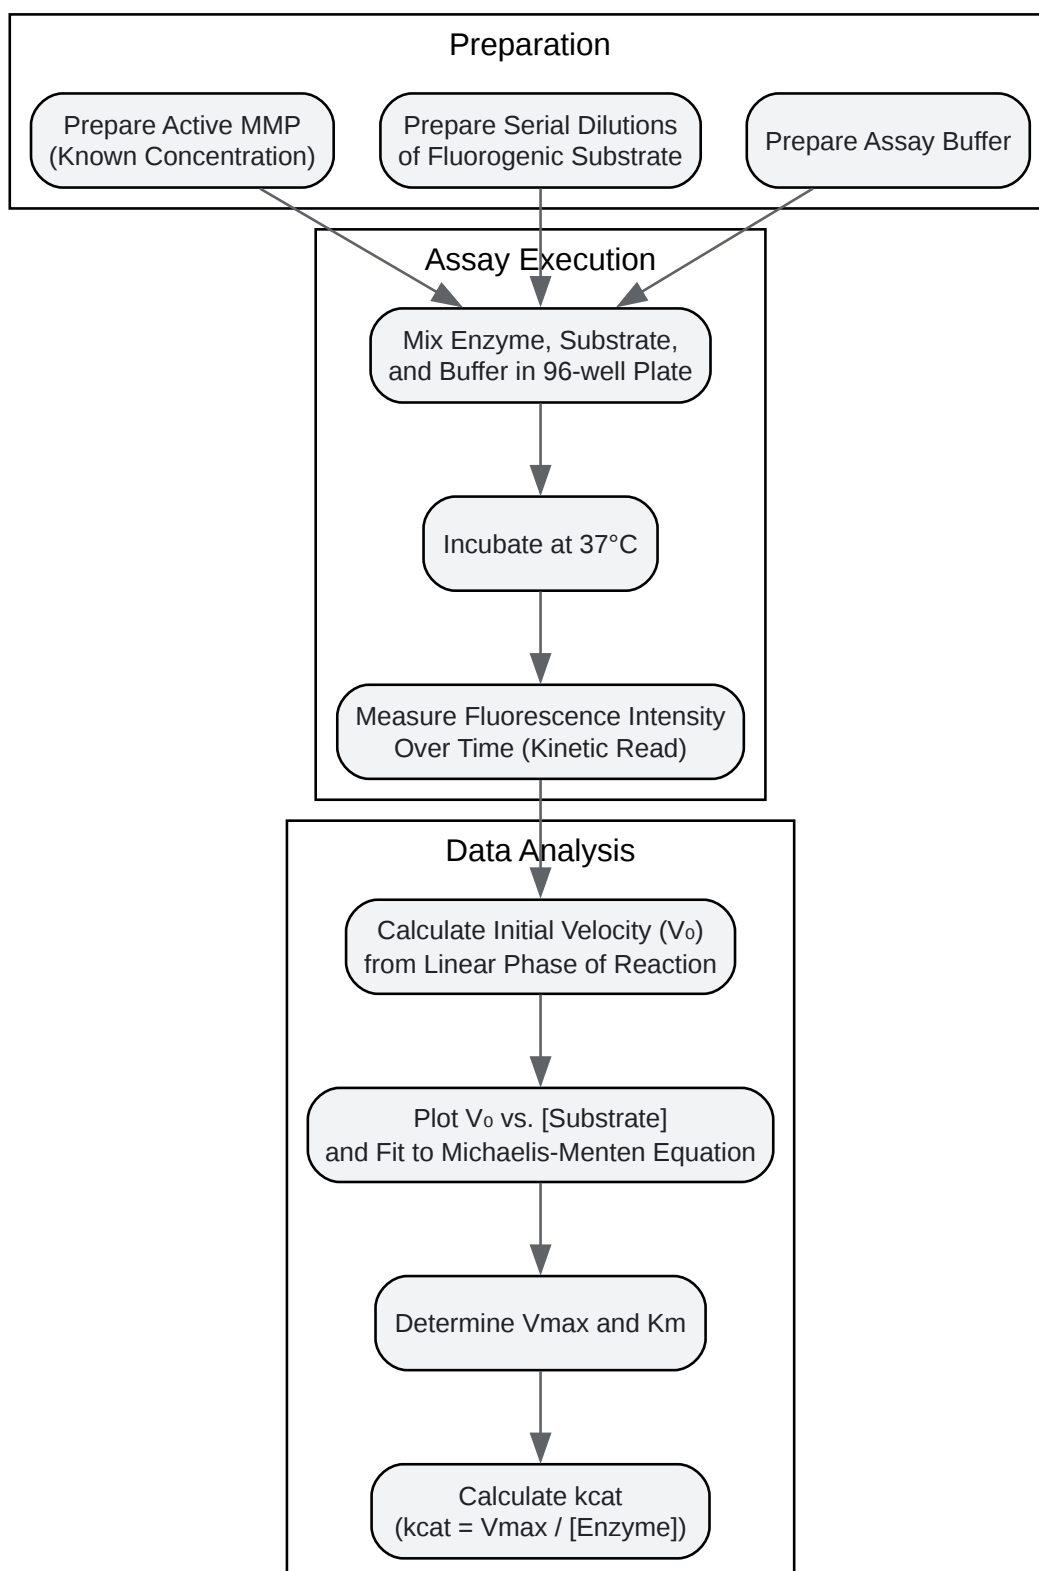 Preparation
Prepare Active MMP
(Known Concentration)
Prepare Serial Dilutions
of Fluorogenic Substrate
Prepare Assay Buffer
Assay Execution
Mix Enzyme, Substrate,
and Buffer in 96-well Plate
Incubate at 37°C
Measure Fluorescence Intensity
Over Time (Kinetic Read)
Data Analysis
Calculate Initial Velocity (V₀)
from Linear Phase of Reaction
Plot V₀ vs. [Substrate]
and Fit to Michaelis-Menten Equation
Determine Vmax and Km
Calculate kcat
(kcat = Vmax / [Enzyme])